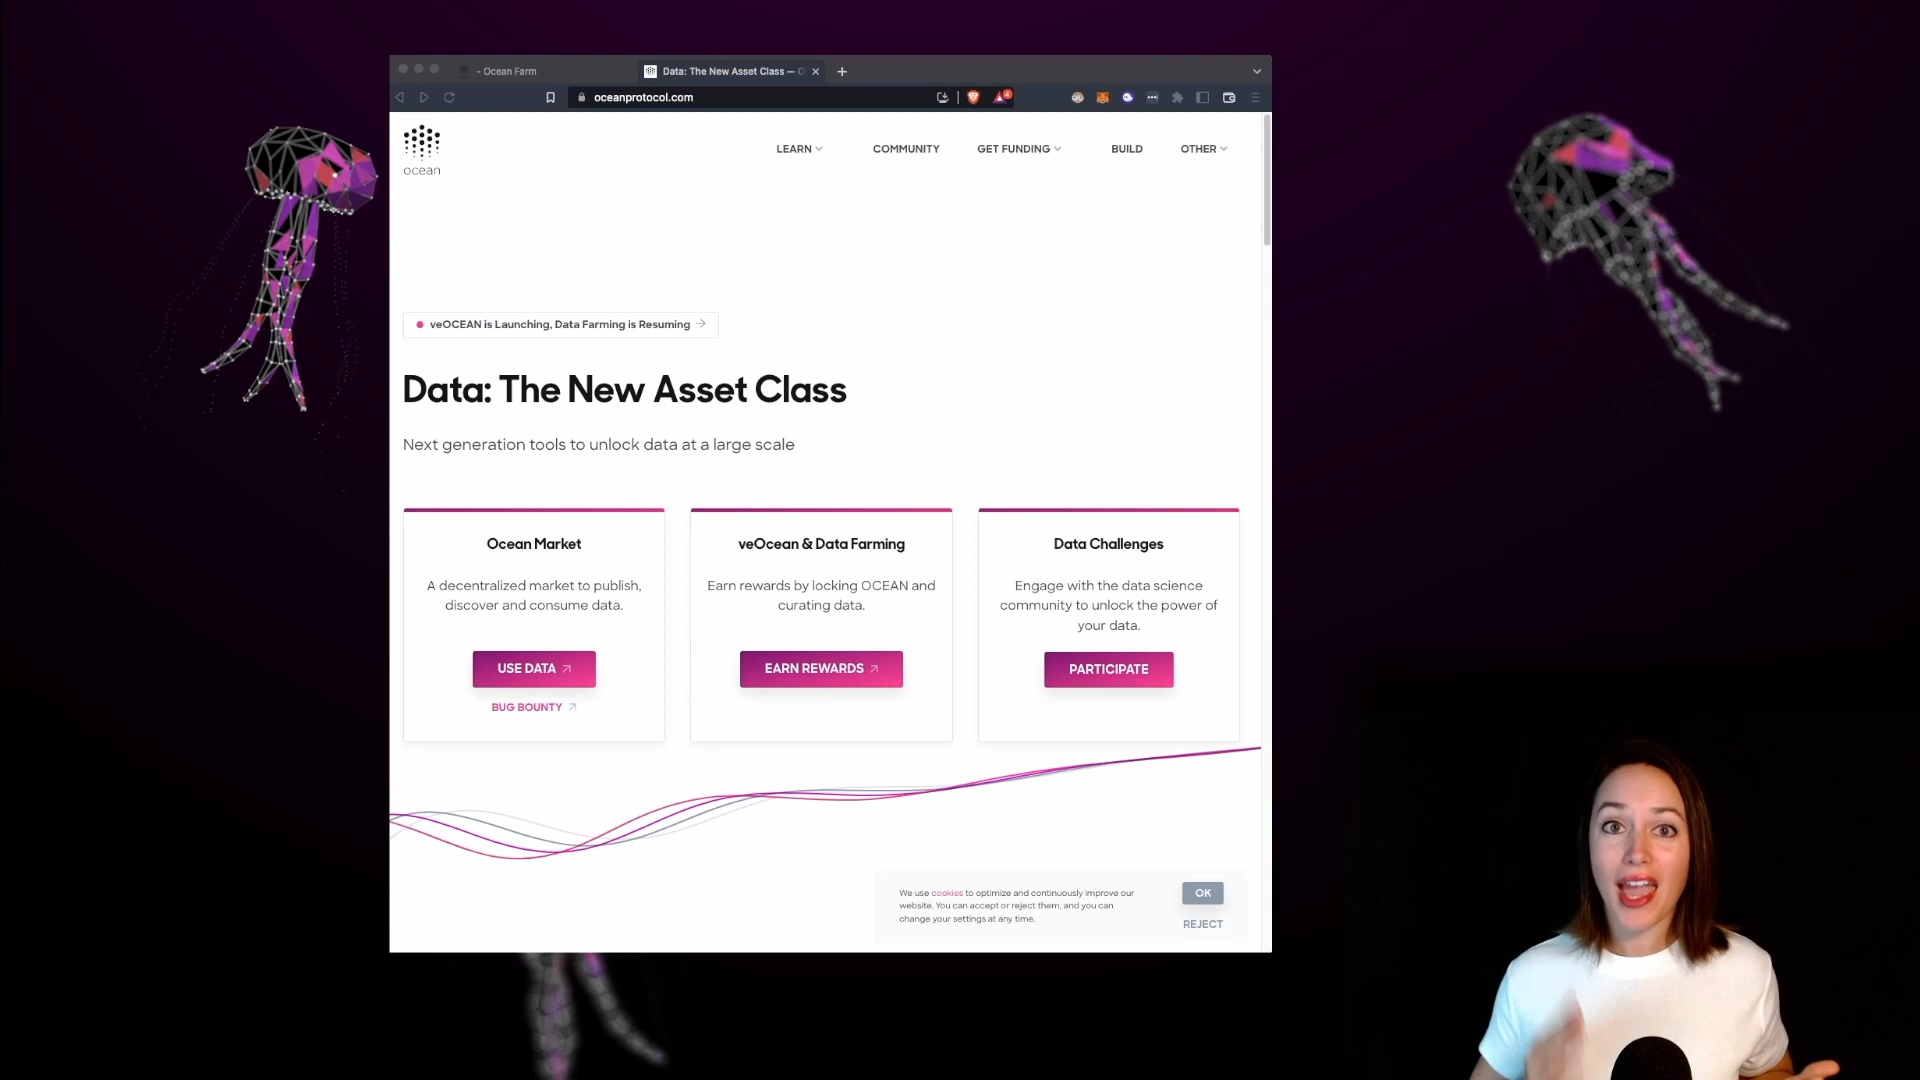 ~ Ocean Farm
Data: The New Asset Class —
oceanprotocol.com
4
ocean
LEARN
COMMUNITY
GET FUNDING
BUILD
OTHER
veOCEAN is Launching, Data Farming is Resuming
Data: The New Asset Class
Next generation tools to unlock data at a large scale
Ocean Market
A decentralized market to publish,
discover and consume data.
USE DATA
BUG BOUNTY
veOcean & Data Farming
Earn rewards by locking OCEAN and
curating data.
EARN REWARDS
Data Challenges
Engage with the data science
community to unlock the power of
your data.
PARTICIPATE
We use cookies to optimize and continuously improve our
website. You can accept or reject them, and you can
change your settings at any time.
OK
REJECT